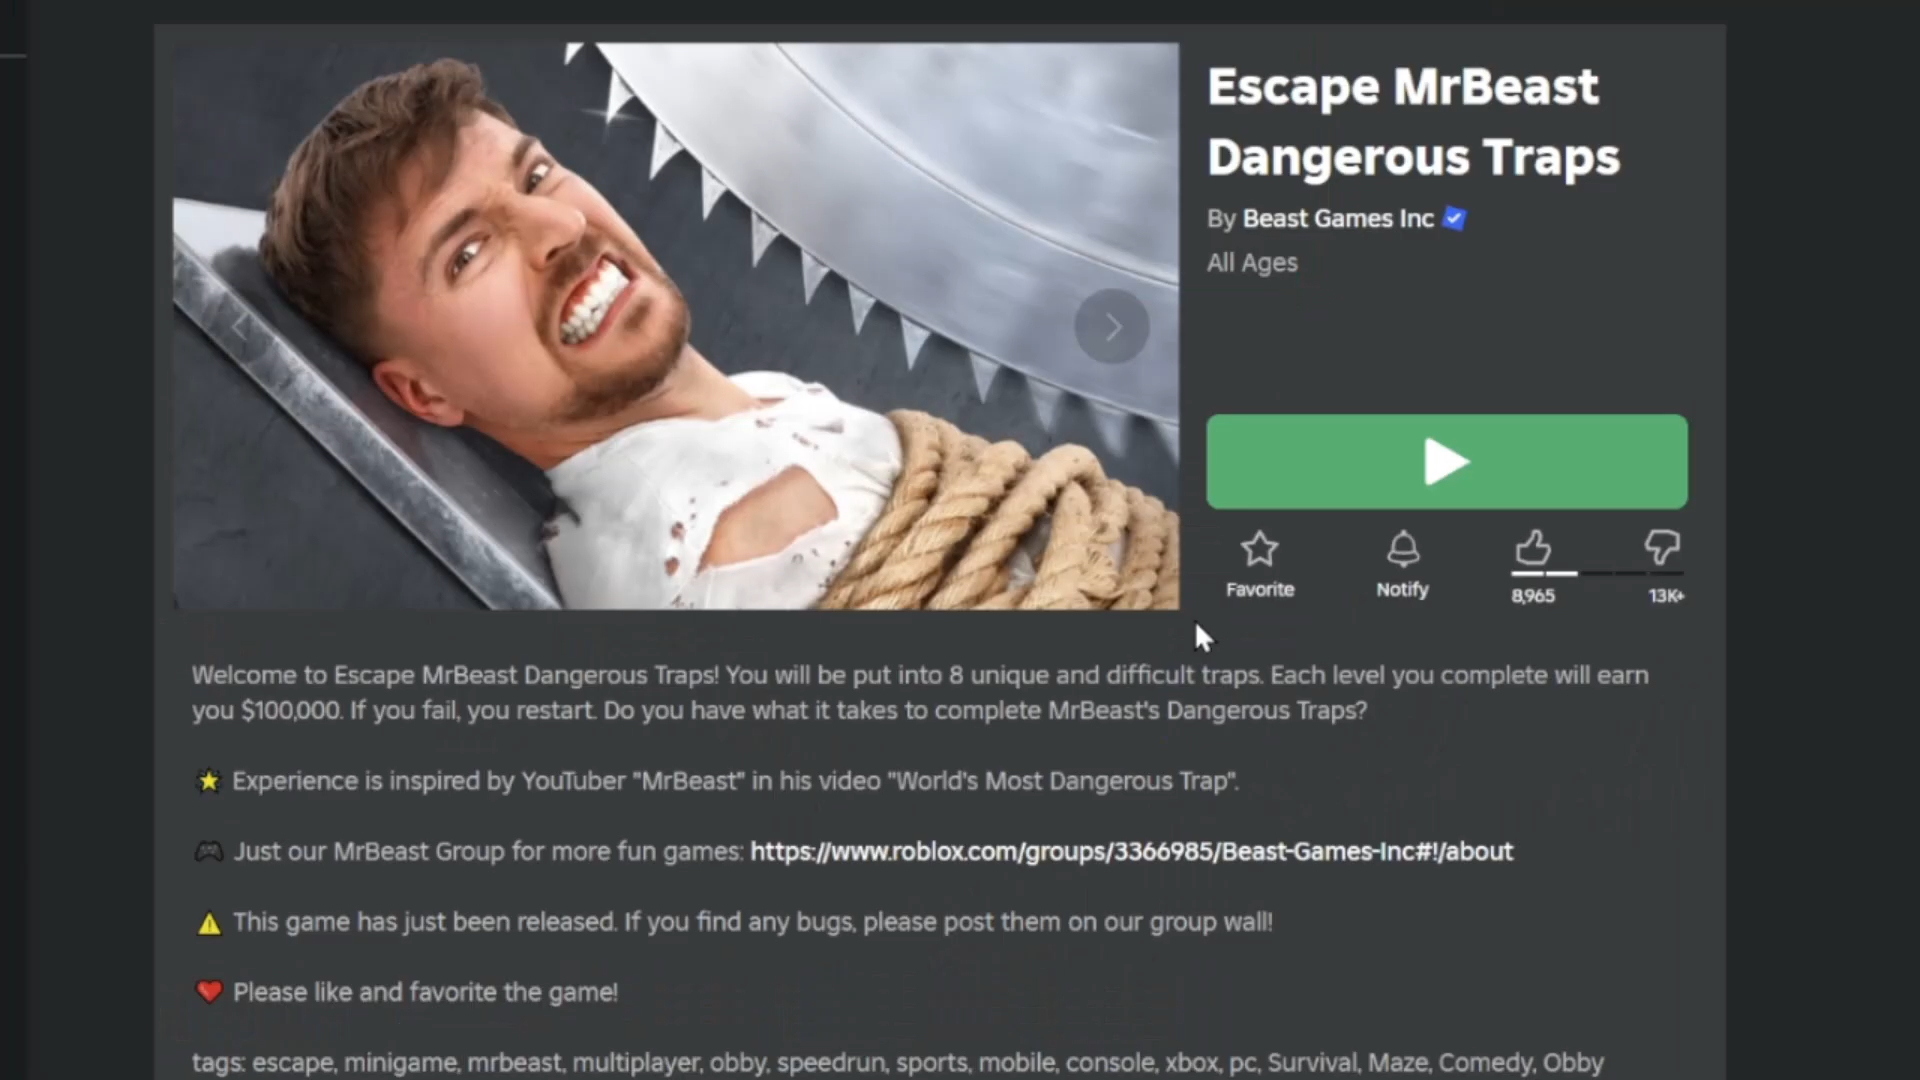 Escape MrBeast
Dangerous Traps
By Beast Games Inc
All Ages
Favorite
Notify
8,965
13K+
Welcome to Escape MrBeast Dangerous Traps! You will be put into 8 unique and difficult traps. Each level you complete will earn
you $100,000. If you fail, you restart. Do you have what it takes to complete MrBeast's Dangerous Traps?
🌟 Experience is inspired by YouTuber "MrBeast" in his video "World's Most Dangerous Trap".
🎮 Just our MrBeast Group for more fun games: https://www.roblox.com/groups/3366985/Beast-Games-Inc#!/about
⚠️ This game has just been released. If you find any bugs, please post them on our group wall!
❤️ Please like and favorite the game!
tags: escape, minigame, mrbeast, multiplayer, obby, speedrun, sports, mobile, console, xbox, pc, Survival, Maze, Comedy, Obby